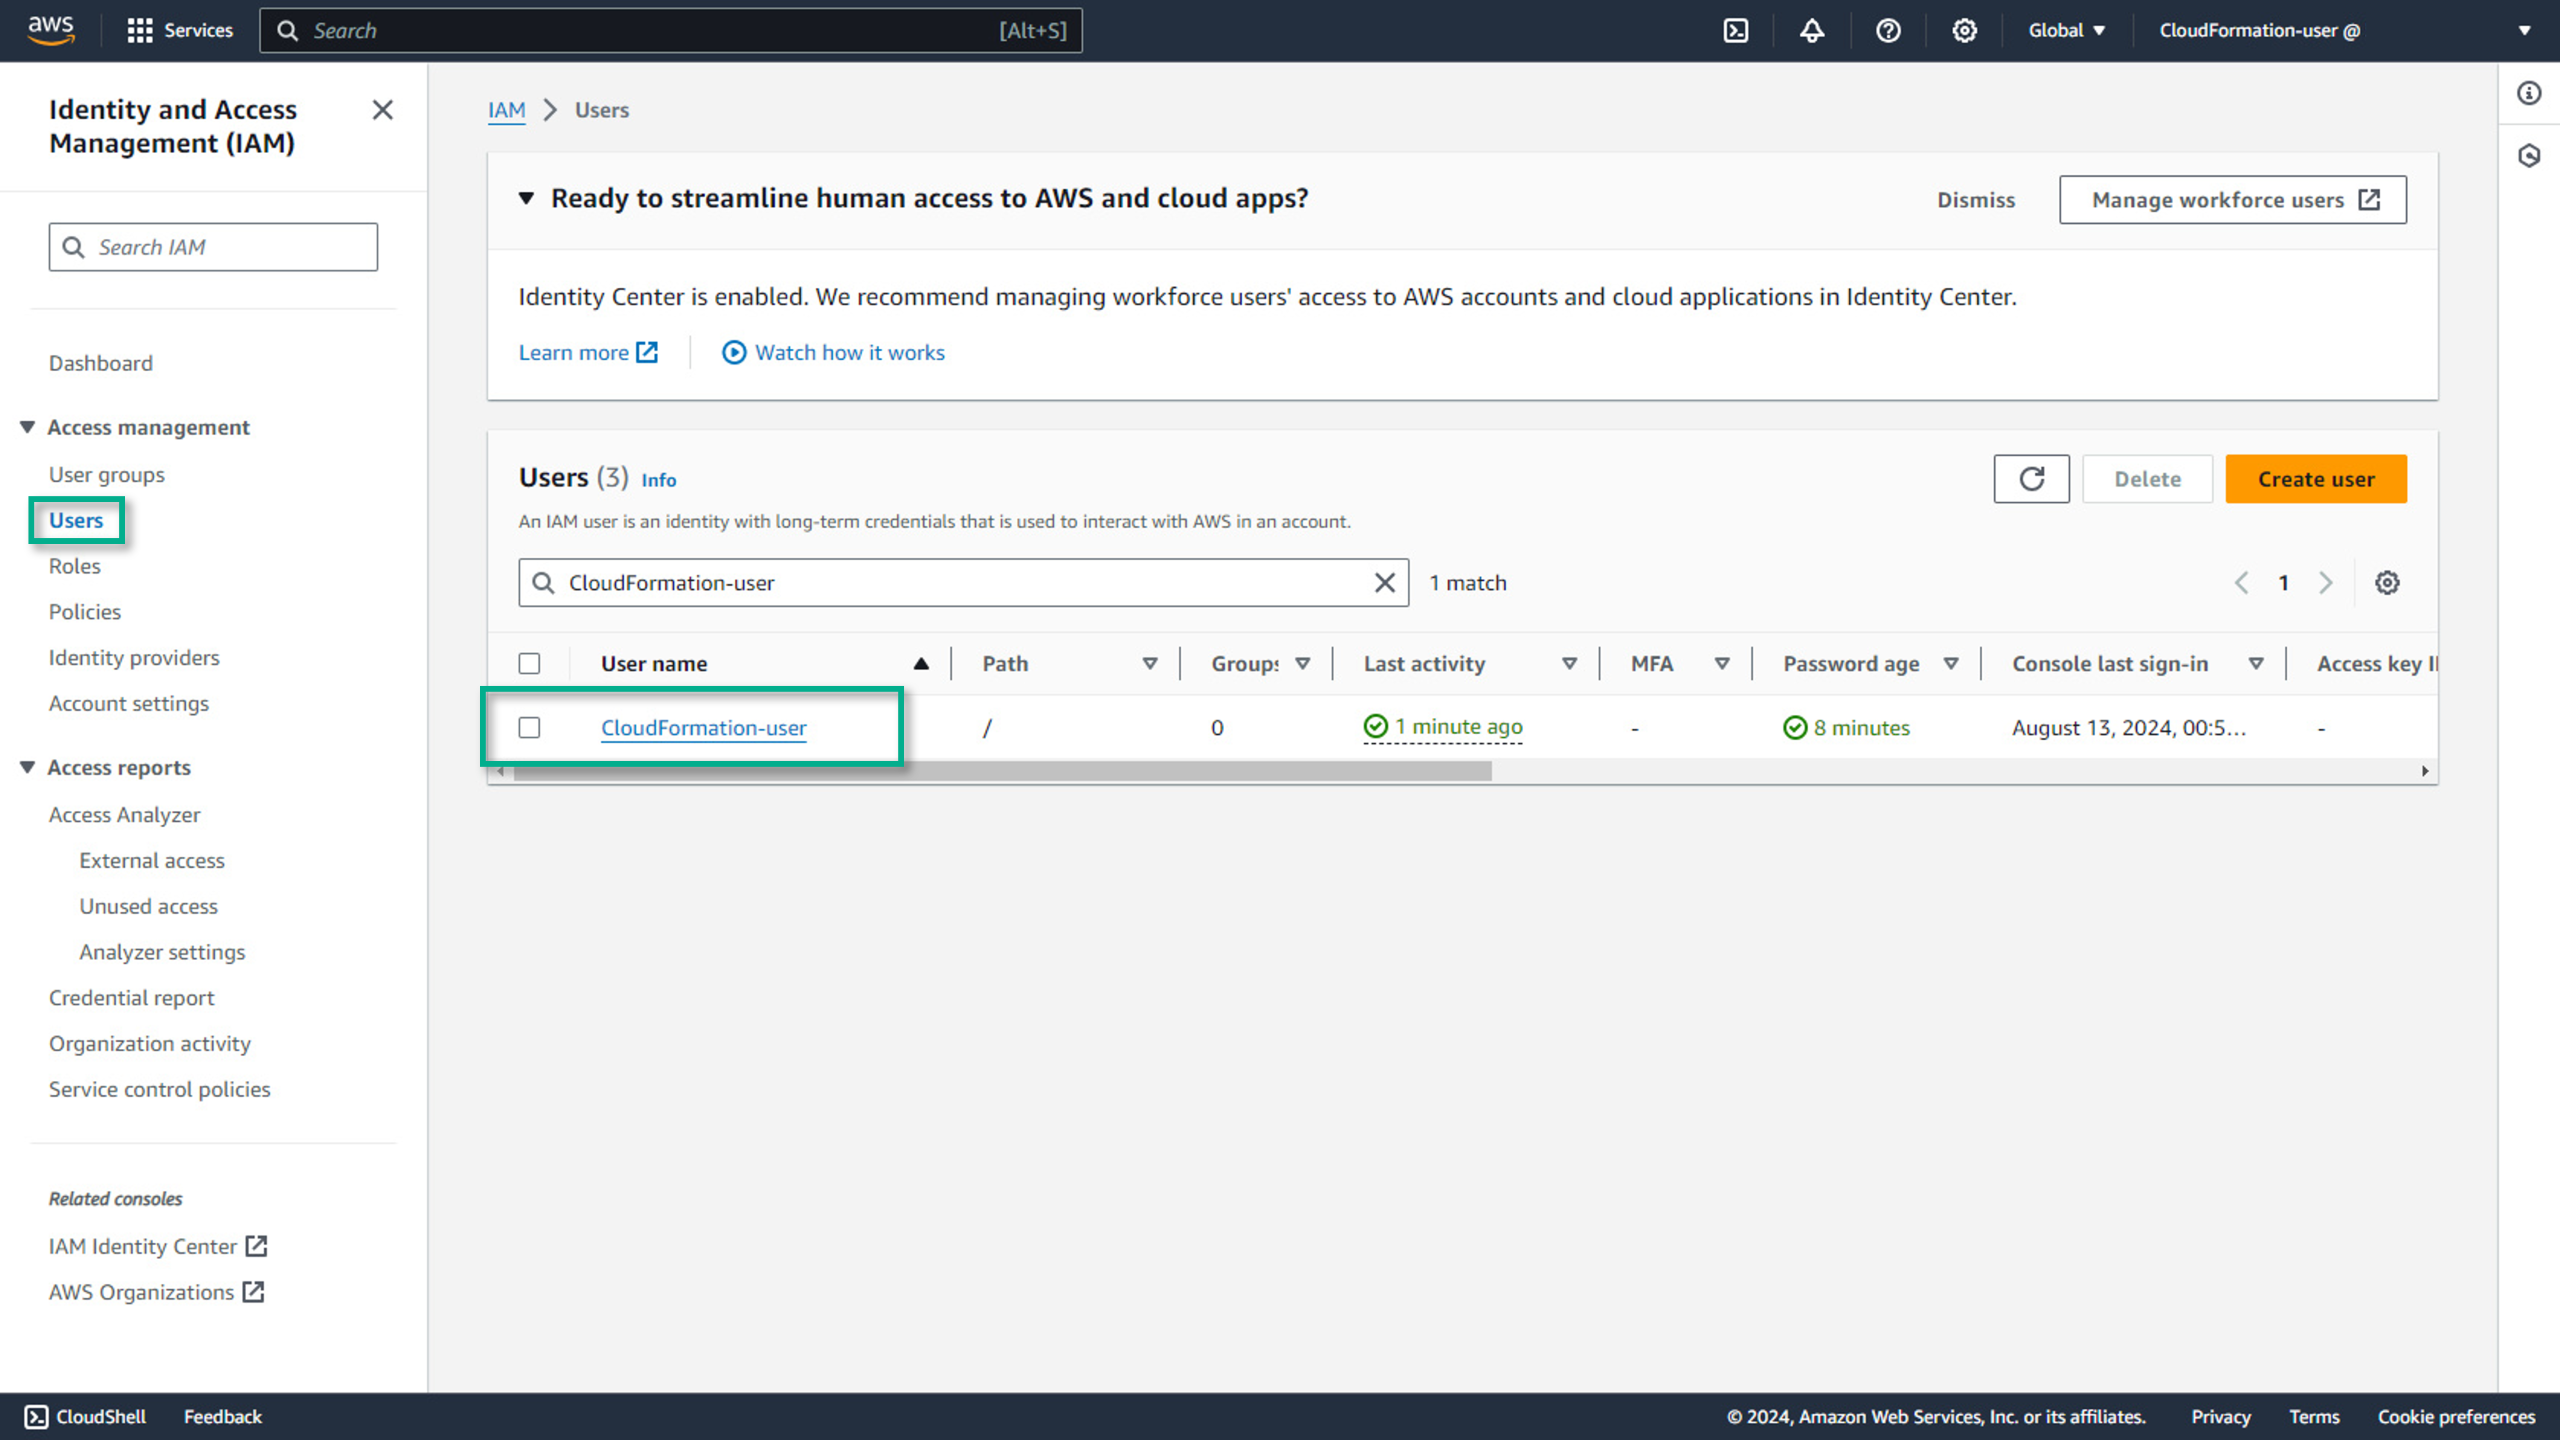 aws
Services
Search [Alt+S]
Global
CloudFormation-user @
Identity and Access
Management (IAM)
Search IAM
Dashboard
Access management
User groups
Users
Roles
Policies
Identity providers
Account settings
Access reports
Access Analyzer
External access
Unused access
Analyzer settings
Credential report
Organization activity
Service control policies
Related consoles
IAM Identity Center
AWS Organizations
IAM > Users
Ready to streamline human access to AWS and cloud apps?
Dismiss
Manage workforce users
Identity Center is enabled. We recommend managing workforce users' access to AWS accounts and cloud applications in Identity Center.
Learn more
Watch how it works
Users (3) Info
Delete
Create user
An IAM user is an identity with long-term credentials that is used to interact with AWS in an account.
CloudFormation-user
1 match
1
User name Path Groups Last activity MFA Password age Console last sign-in Access key
CloudFormation-user / 0 1 minute ago - 8 minutes August 13, 2024, 00:5... -
CloudShell Feedback
© 2024, Amazon Web Services, Inc. or its affiliates. Privacy Terms Cookie preferences